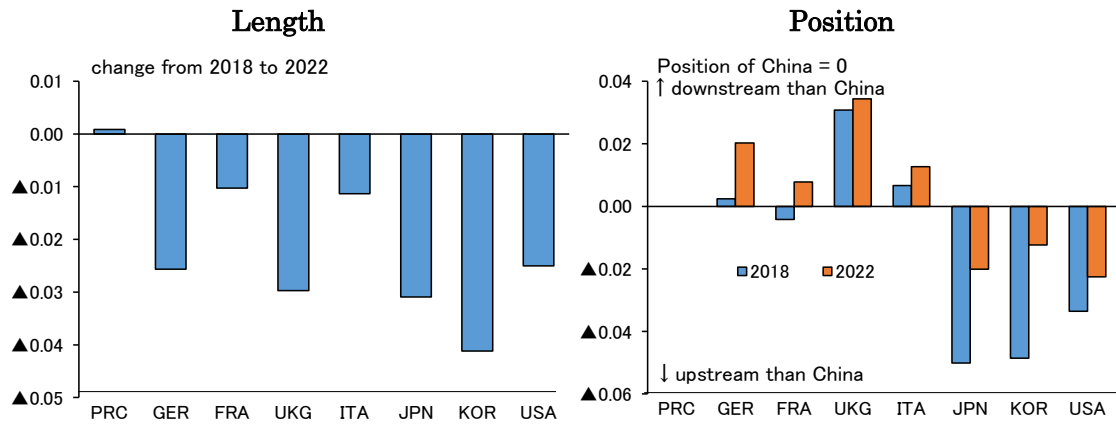 Length
change from 2018 to 2022
0.01
0.00
▲0.01
▲0.02
▲0.03
▲0.04
▲0.05
PRC GER FRA UKG ITA JPN KOR USA
Position
Position of China = 0
↑ downstream than China
0.04
0.02
0.00
▲0.02
▲0.04
▲0.06
2018 2022
↓ upstream than China
PRC GER FRA UKG ITA JPN KOR USA